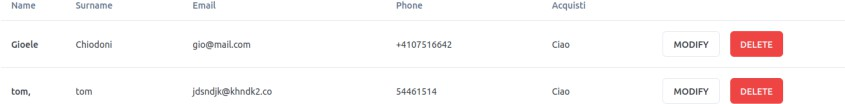 Name Surname Email Phone Acquisti
Gioele Chiodoni gio@mail.com +4107516642 Ciao MODIFY DELETE
tom, tom jdsndjk@khndk2.co 54461514 Ciao MODIFY DELETE